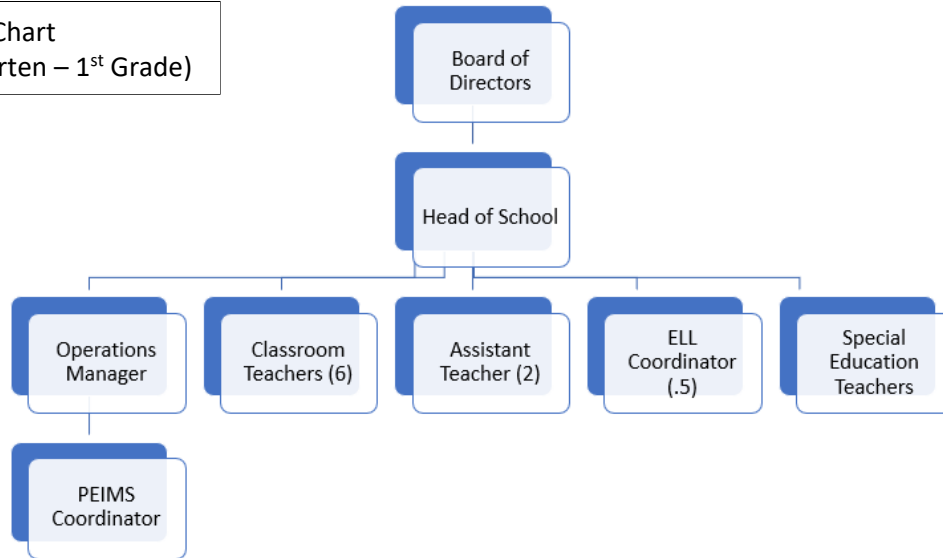 Chart
rten – 1st Grade)
Board of
Directors
Head of School
Operations
Manager
Classroom
Teachers (6)
Assistant
Teacher (2)
ELL
Coordinator
(.5)
Special
Education
Teachers
PEIMS
Coordinator